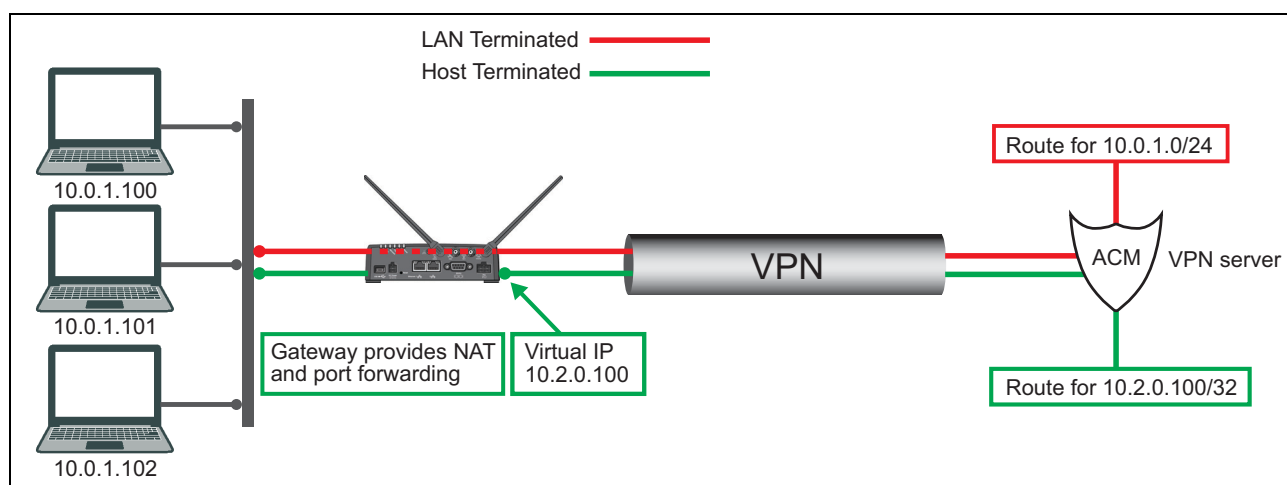 LAN Terminated
Host Terminated
10.0.1.100
10.0.1.101
10.0.1.102
Gateway provides NAT
and port forwarding
Virtual IP
10.2.0.100
VPN
Route for 10.0.1.0/24
ACM
VPN server
Route for 10.2.0.100/32